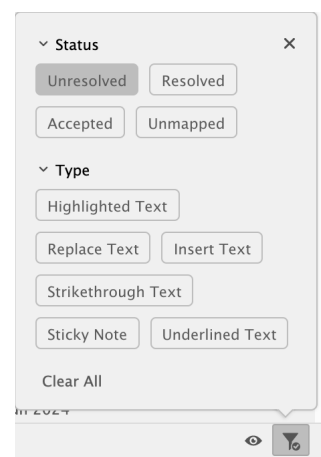 Status
Unresolved Resolved
Accepted Unmapped
Type
Highlighted Text
Replace Text Insert Text
Strikethrough Text
Sticky Note Underlined Text
Clear All
2024